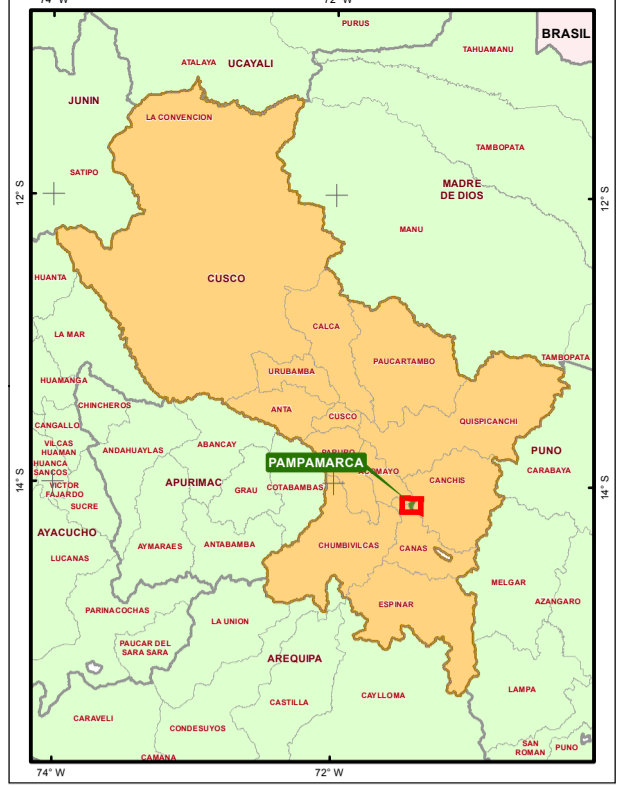 74° W
72° W
PURUS
BRASIL
TAHUAMANU
ATALAYA
UCAYALI
JUNIN
LA CONVENCION
TAMBOPATA
SATIPO
MADRE
DE DIOS
12° S
12° S
MANU
HUANTA
CUSCO
CALCA
LA MAR
PAUCARTAMBO
TAMBOPATA
URUBAMBA
HUAMANGA
CHINCHEROS
ANTA
CUSCO
QUISPICANCHI
CANGALLO
VILCAS
HUAMAN
ANDAHUAYLAS
ABANCAY
PUNO
PARURO
PAMPAMARCA
ACOMAYO
HUANCA
SANCOS
CARABAYA
CANCHIS
APURIMAC
GRAU
COTABAMBAS
14° S
14° S
VICTOR
FAJARDO
SUCRE
AYACUCHO
AYMARAES
ANTABAMBA
CHUMBIVILCAS
CANAS
LUCANAS
MELGAR
AZANGARO
ESPINAR
PARINACOCHAS
LA UNION
PAUCAR DEL
SARA SARA
AREQUIPA
LAMPA
CASTILLA
CAYLLOMA
CARAVELI
CONDESUYOS
SAN
ROMAN
PUNO
CAMANA
74° W
72° W